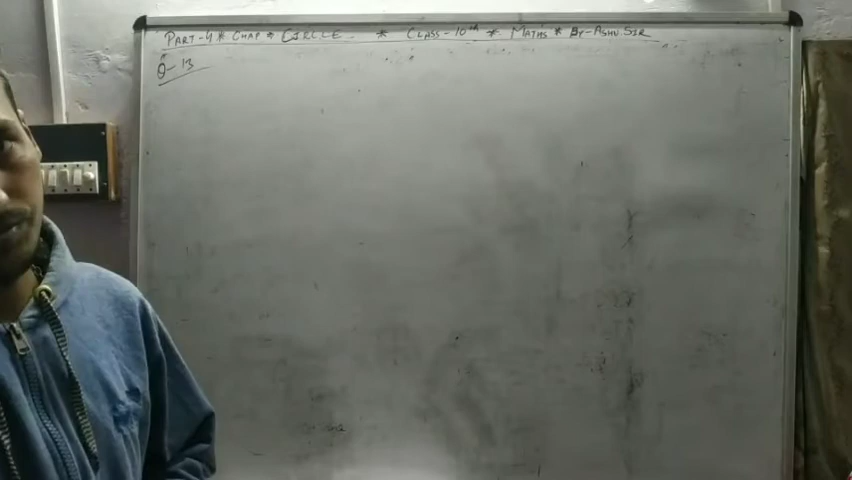 PART-4 * CHAP * CIRCLE. * CLASS-10th * MATHS * BY-ASHU SIR
Q-13